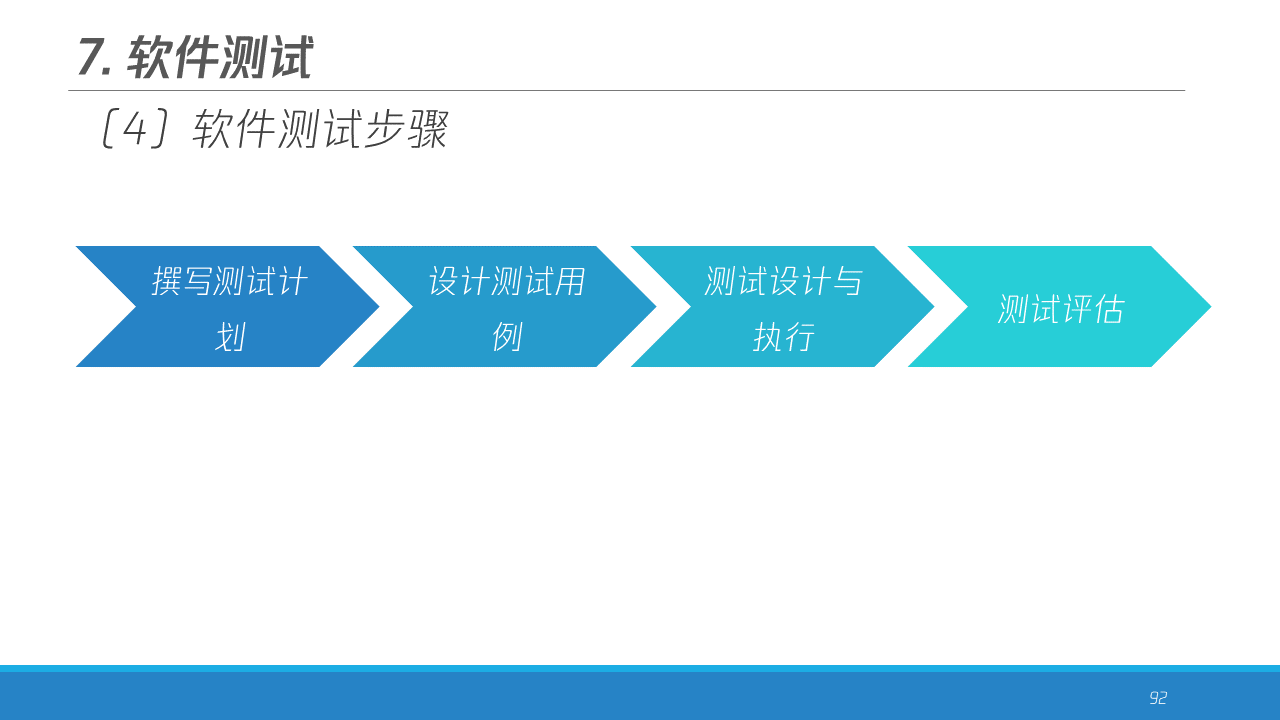 7. 软件测试
（4）软件测试步骤
撰写测试计
划
设计测试用
例
测试设计与
执行
测试评估
92